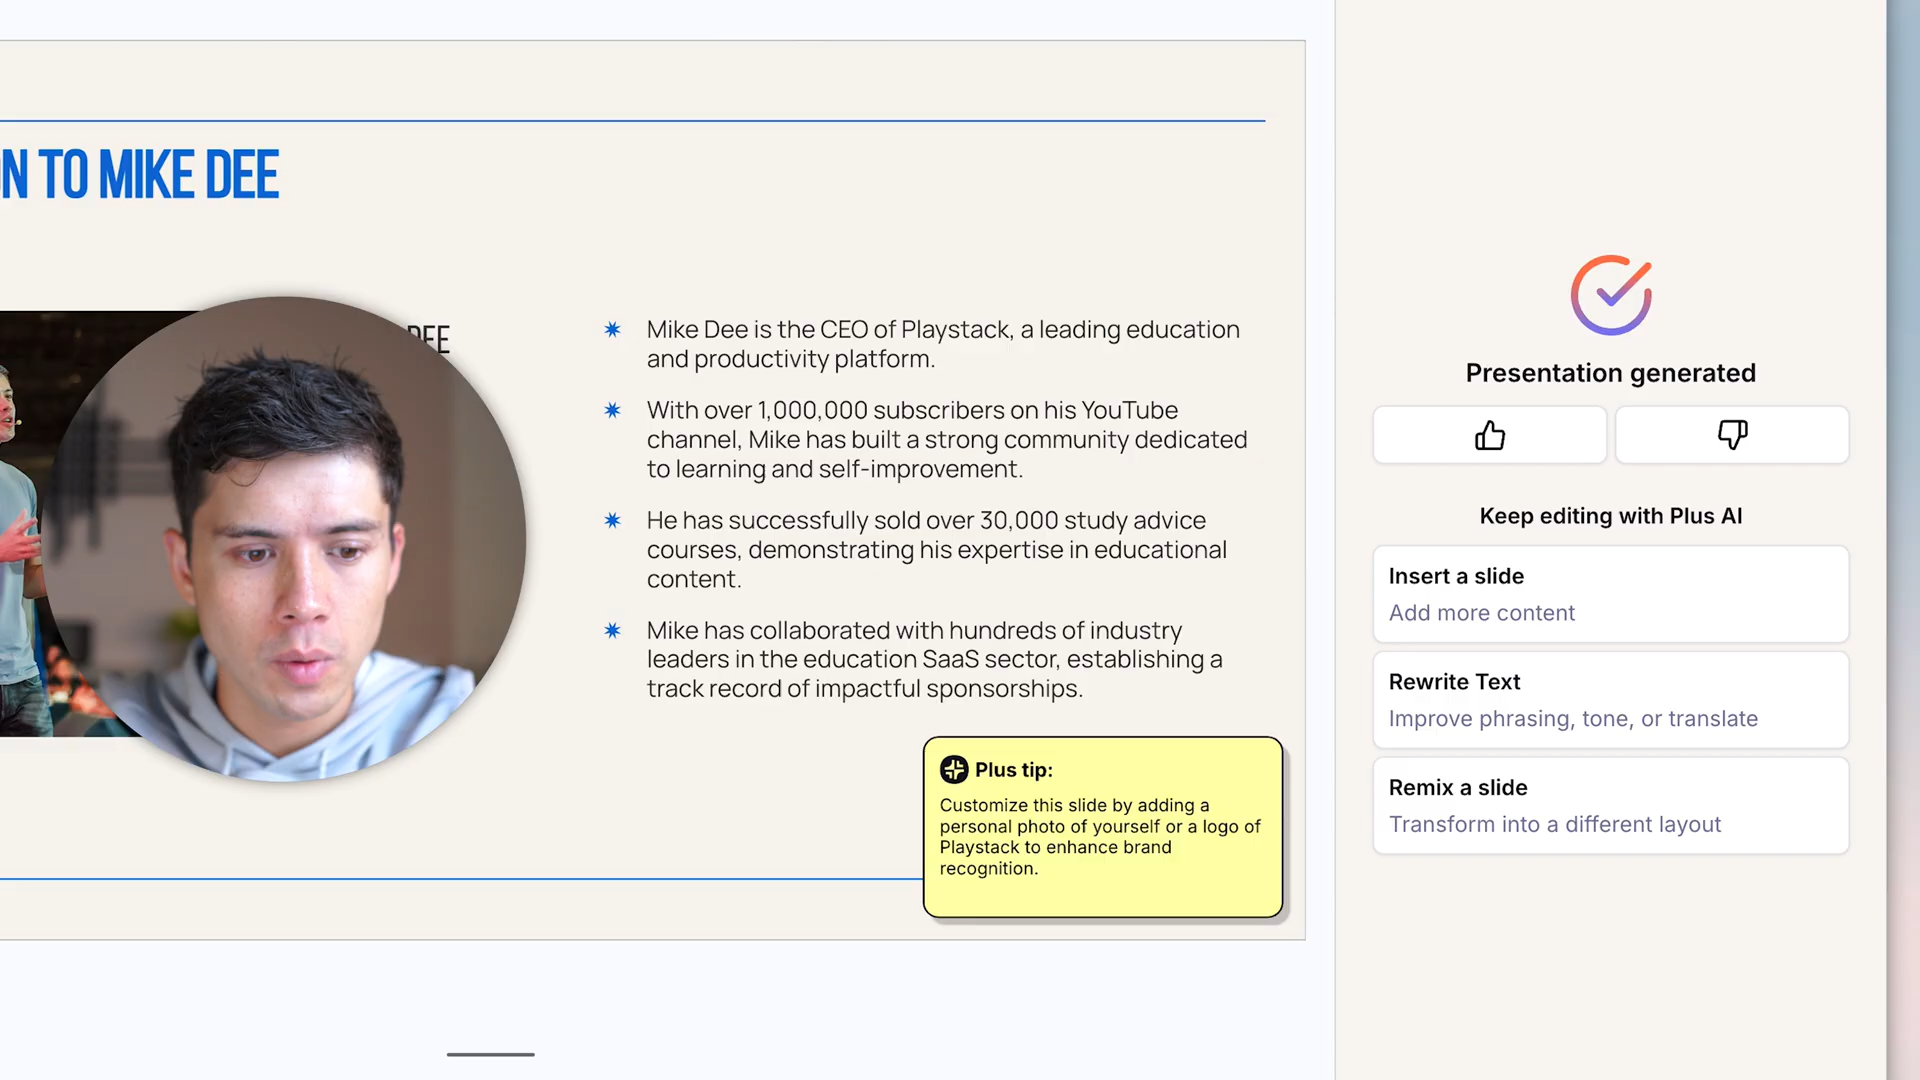 N TO MIKE DEE
DEE
Mike Dee is the CEO of Playstack, a leading education
and productivity platform.
With over 1,000,000 subscribers on his YouTube
channel, Mike has built a strong community dedicated
to learning and self-improvement.
He has successfully sold over 30,000 study advice
courses, demonstrating his expertise in educational
content.
Mike has collaborated with hundreds of industry
leaders in the education SaaS sector, establishing a
track record of impactful sponsorships.
Plus tip:
Customize this slide by adding a
personal photo of yourself or a logo of
Playstack to enhance brand
recognition.
Presentation generated
Keep editing with Plus AI
Insert a slide
Add more content
Rewrite Text
Improve phrasing, tone, or translate
Remix a slide
Transform into a different layout